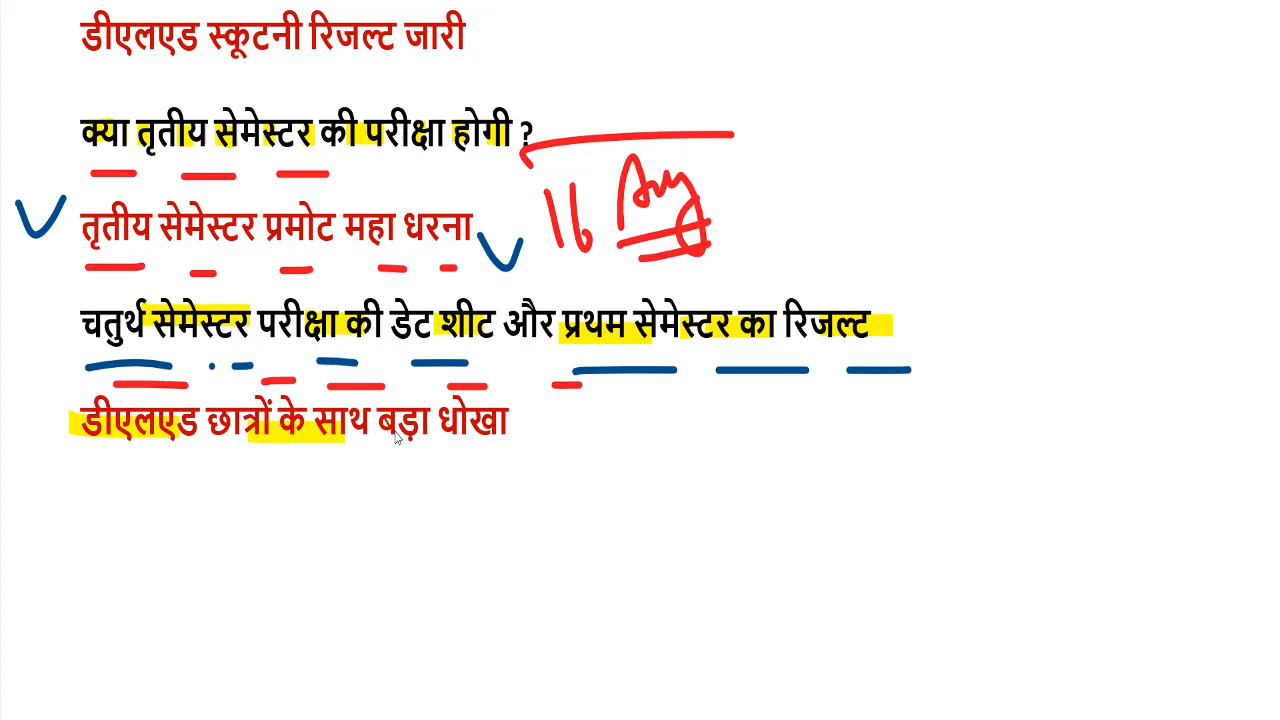 डीएलएड स्कूटनी रिजल्ट जारी
क्या तृतीय सेमेस्टर की परीक्षा होगी ?
16 Aug
तृतीय सेमेस्टर प्रमोट महा धरना
चतुर्थ सेमेस्टर परीक्षा की डेट शीट और प्रथम सेमेस्टर का रिजल्ट
डीएलएड छात्रों के साथ बड़ा धोखा